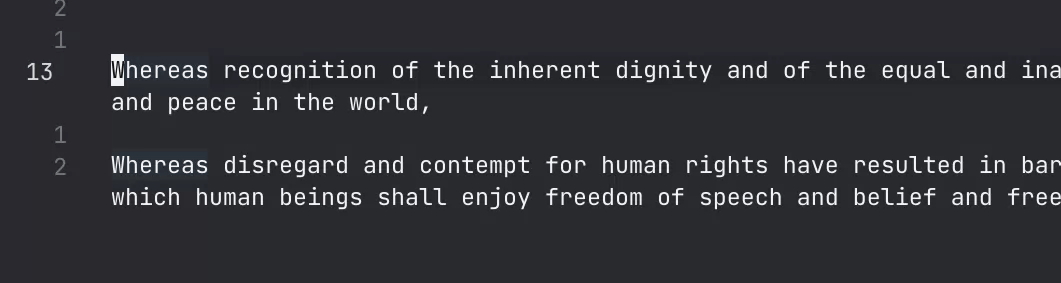 2
1
13 Whereas recognition of the inherent dignity and of the equal and ina
and peace in the world,
1
2 Whereas disregard and contempt for human rights have resulted in bar
which human beings shall enjoy freedom of speech and belief and free